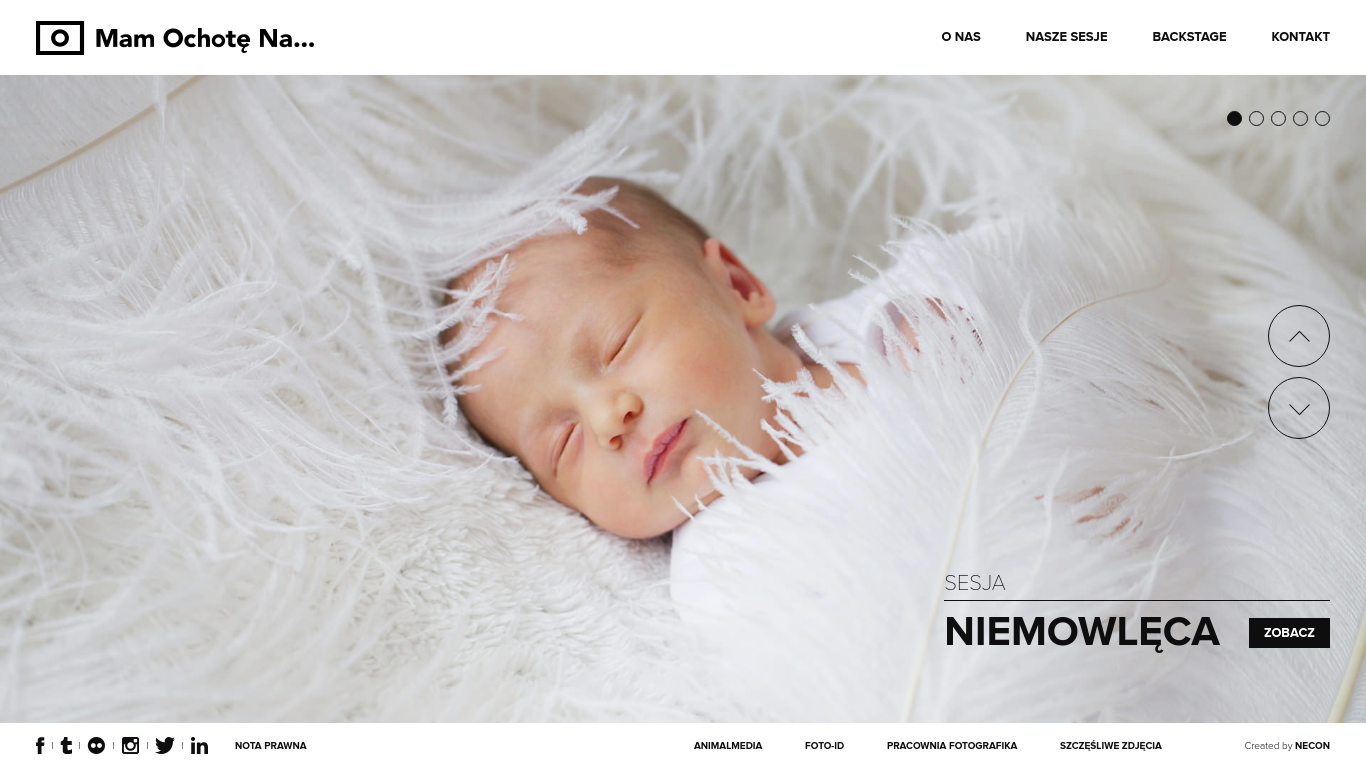 Mam Ochotę Na...
O NAS
NASZE SESJE
BACKSTAGE
KONTAKT
SESJA
NIEMOWLĘCA
ZOBACZ
NOTA PRAWNA
ANIMALMEDIA
FOTO-ID
PRACOWNIA FOTOGRAFIKA
SZCZĘŚLIWE ZDJĘCIA
Created by NECON